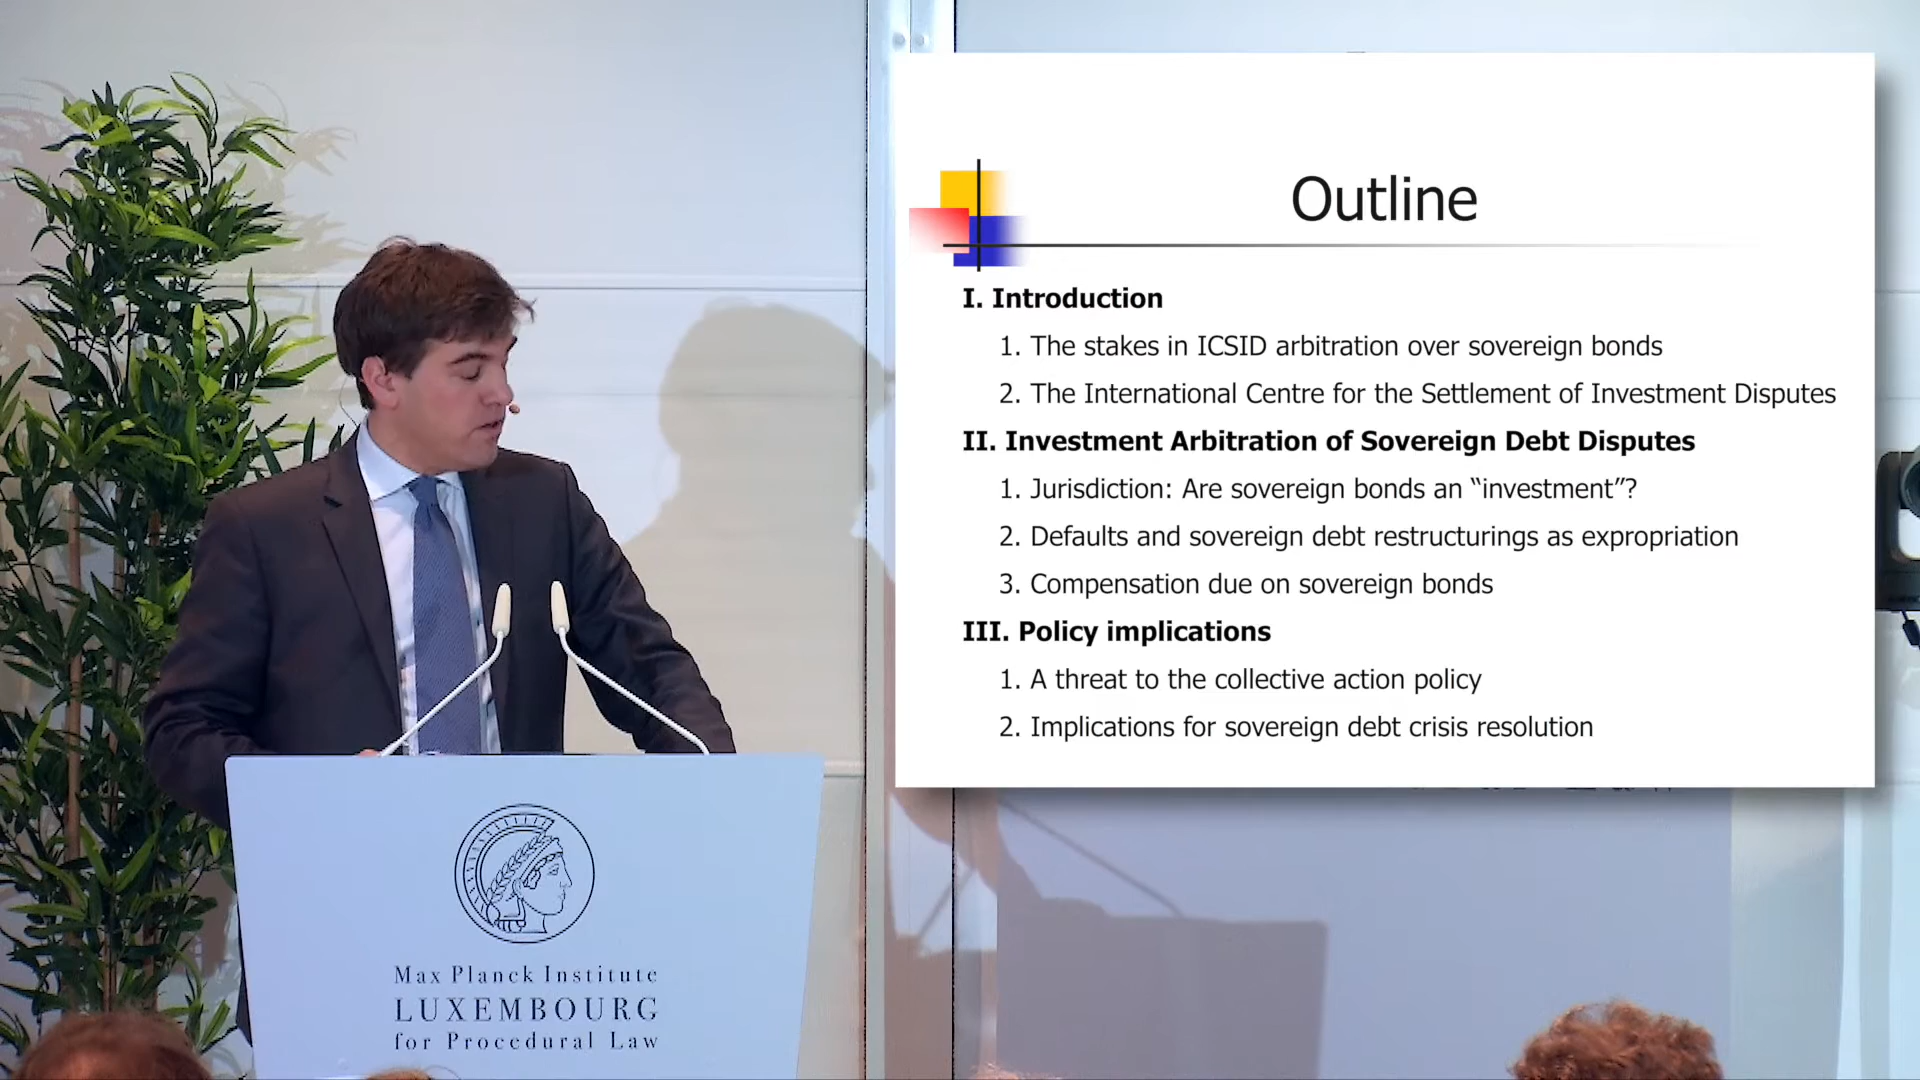 Outline
I. Introduction
1. The stakes in ICSID arbitration over sovereign bonds
2. The International Centre for the Settlement of Investment Disputes
II. Investment Arbitration of Sovereign Debt Disputes
1. Jurisdiction: Are sovereign bonds an “investment”?
2. Defaults and sovereign debt restructurings as expropriation
3. Compensation due on sovereign bonds
III. Policy implications
1. A threat to the collective action policy
2. Implications for sovereign debt crisis resolution
Max Planck Institute
LUXEMBOURG
for Procedural Law